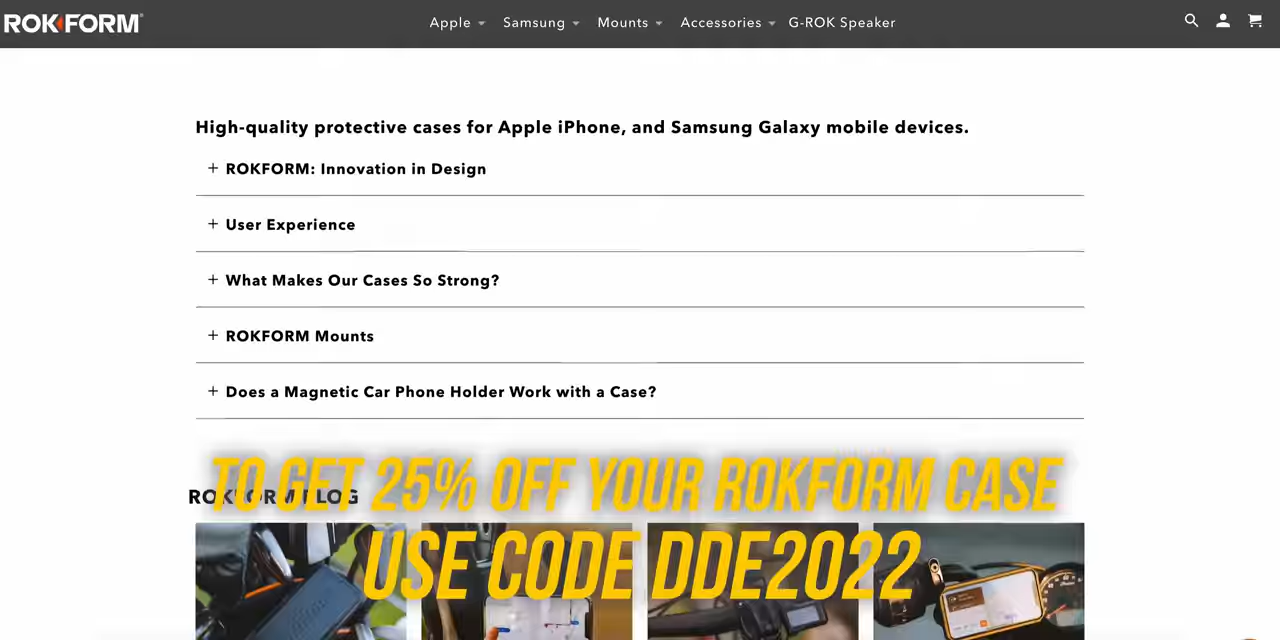 ROKFORM
Apple Samsung Mounts Accessories G-ROK Speaker
High-quality protective cases for Apple iPhone, and Samsung Galaxy mobile devices.
+ ROKFORM: Innovation in Design
+ User Experience
+ What Makes Our Cases So Strong?
+ ROKFORM Mounts
+ Does a Magnetic Car Phone Holder Work with a Case?
TO GET 25% OFF YOUR ROKFORM CASE
ROKFORM BLOG
USE CODE DDE2022